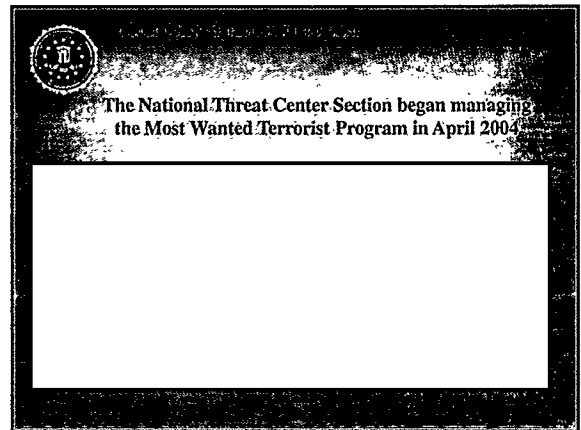 The National Threat Center Section began managing
the Most Wanted Terrorist Program in April 2004